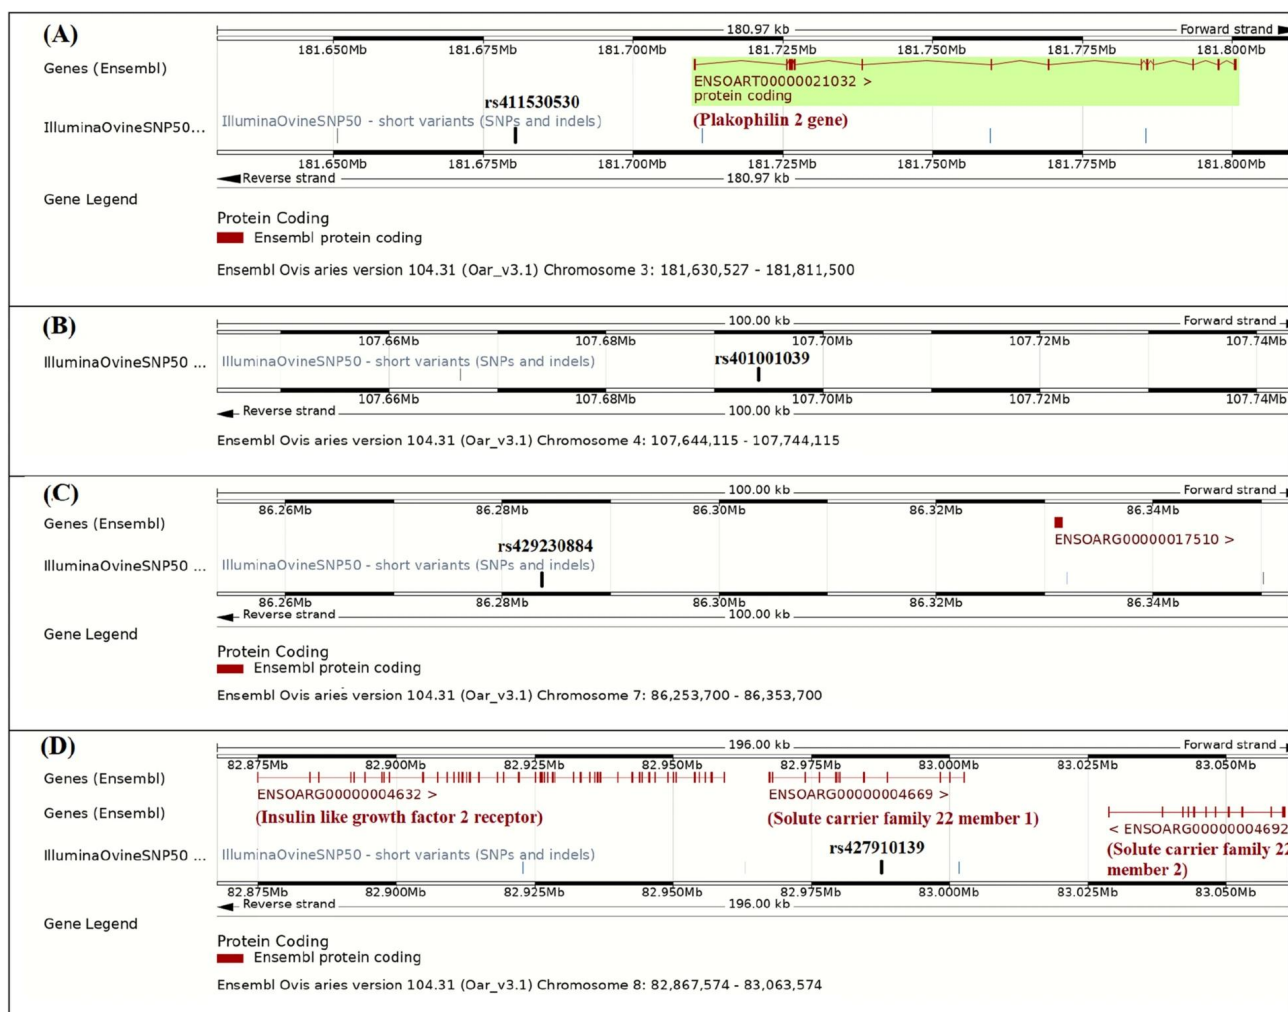 (A)
180.97 kb Forward strand
181.650Mb 181.675Mb 181.700Mb 181.725Mb 181.750Mb 181.775Mb 181.800Mb
Genes (Ensembl)
ENSOART00000021032 >
protein coding
rs411530530
(Plakophilin 2 gene)
IlluminaOvineSNP50... IlluminaOvineSNP50 - short variants (SNPs and indels)
181.650Mb 181.675Mb 181.700Mb 181.725Mb 181.750Mb 181.775Mb 181.800Mb
Reverse strand 180.97 kb
Gene Legend
Protein Coding
Ensembl protein coding
Ensembl Ovis aries version 104.31 (Oar_v3.1) Chromosome 3: 181,630,527 - 181,811,500
(B)
100.00 kb Forward strand
107.66Mb 107.68Mb 107.70Mb 107.72Mb 107.74Mb
IlluminaOvineSNP50 ... IlluminaOvineSNP50 - short variants (SNPs and indels) rs401001039
107.66Mb 107.68Mb 107.70Mb 107.72Mb 107.74Mb
Reverse strand 100.00 kb
Ensembl Ovis aries version 104.31 (Oar_v3.1) Chromosome 4: 107,644,115 - 107,744,115
(C)
100.00 kb Forward strand
86.26Mb 86.28Mb 86.30Mb 86.32Mb 86.34Mb
Genes (Ensembl)
ENSOARG00000017510 >
rs429230884
IlluminaOvineSNP50 ... IlluminaOvineSNP50 - short variants (SNPs and indels)
86.26Mb 86.28Mb 86.30Mb 86.32Mb 86.34Mb
Reverse strand 100.00 kb
Gene Legend
Protein Coding
Ensembl protein coding
Ensembl Ovis aries version 104.31 (Oar_v3.1) Chromosome 7: 86,253,700 - 86,353,700
(D)
196.00 kb Forward strand
82.875Mb 82.900Mb 82.925Mb 82.950Mb 82.975Mb 83.000Mb 83.025Mb 83.050Mb
Genes (Ensembl)
ENSOARG00000004632 > ENSOARG00000004669 >
Genes (Ensembl) (Insulin like growth factor 2 receptor) (Solute carrier family 22 member 1)
< ENSOARG00000004692
(Solute carrier family 22
member 2)
rs427910139
IlluminaOvineSNP50 ... IlluminaOvineSNP50 - short variants (SNPs and indels)
82.875Mb 82.900Mb 82.925Mb 82.950Mb 82.975Mb 83.000Mb 83.025Mb 83.050Mb
Reverse strand 196.00 kb
Gene Legend
Protein Coding
Ensembl protein coding
Ensembl Ovis aries version 104.31 (Oar_v3.1) Chromosome 8: 82,867,574 - 83,063,574